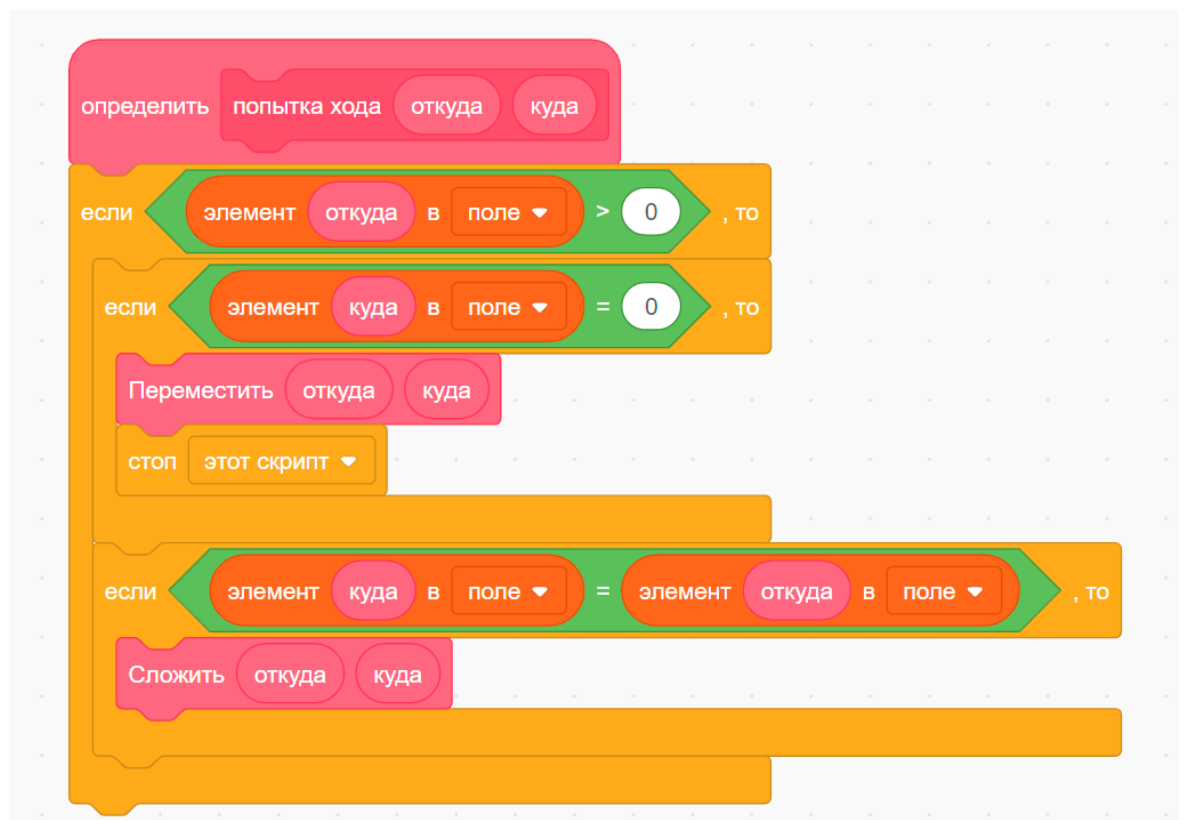 определить попытка хода откуда куда
если элемент откуда в поле > 0 , то
если элемент куда в поле = 0 , то
Переместить откуда куда
стоп этот скрипт
если элемент куда в поле = элемент откуда в поле , то
Сложить откуда куда